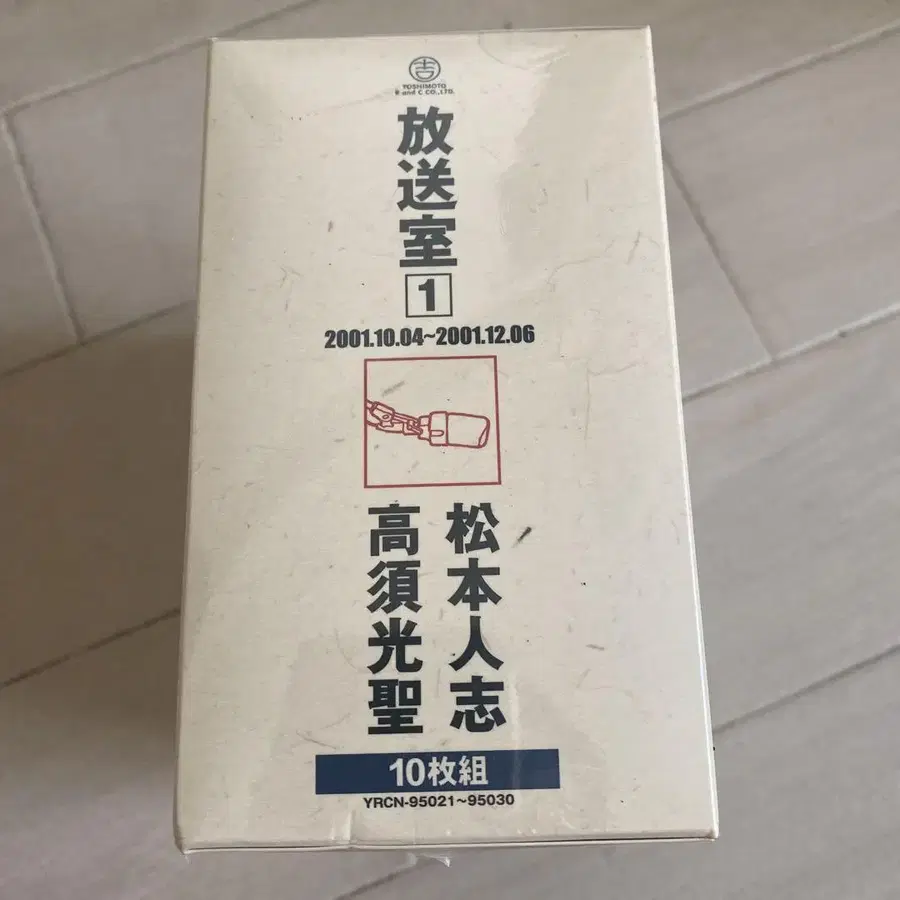 吉
YOSHIMOTO
R and C CO.,LTD.
放送室
1
2001.10.04~2001.12.06
松本人志
高須光聖
10枚組
YRCN-95021~95030